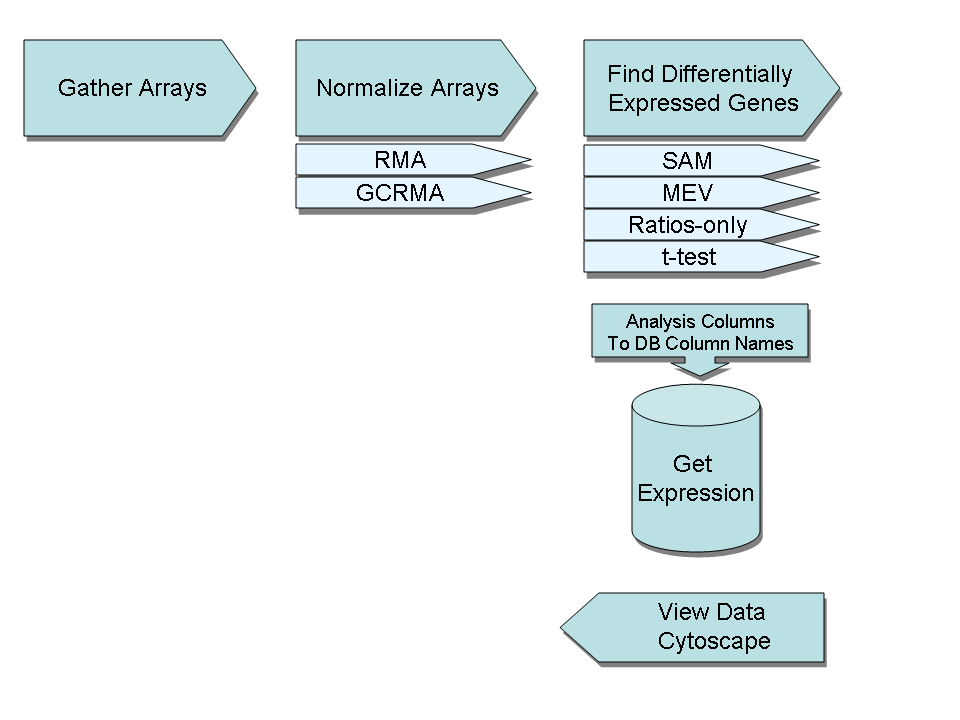 Gather Arrays
Normalize Arrays
RMA
GCRMA
Find Differentially
Expressed Genes
SAM
MEV
Ratios-only
t-test
Analysis Columns
To DB Column Names
Get
Expression
View Data
Cytoscape